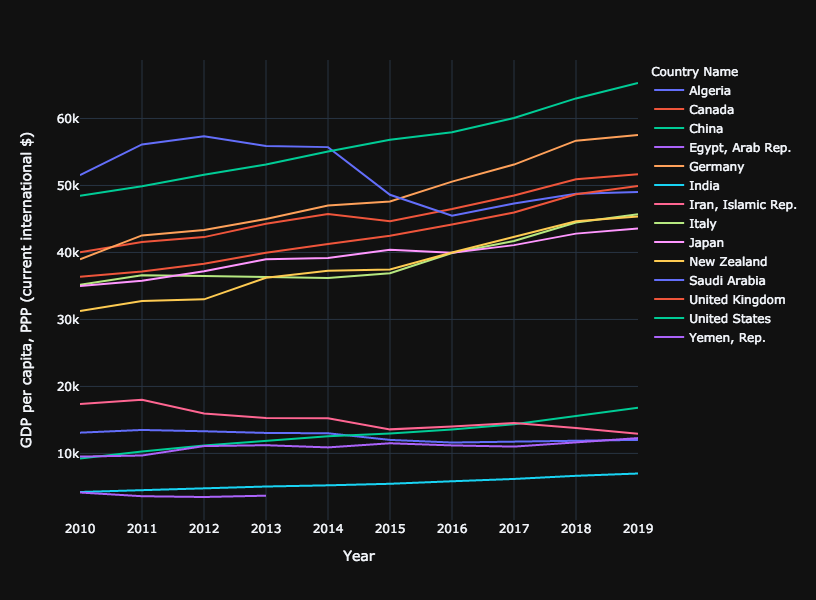 Country Name
Algeria
Canada
China
Egypt, Arab Rep.
Germany
India
Iran, Islamic Rep.
Italy
Japan
New Zealand
Saudi Arabia
United Kingdom
United States
Yemen, Rep.
GDP per capita, PPP (current international $)
60k
50k
40k
30k
20k
10k
2010 2011 2012 2013 2014 2015 2016 2017 2018 2019
Year